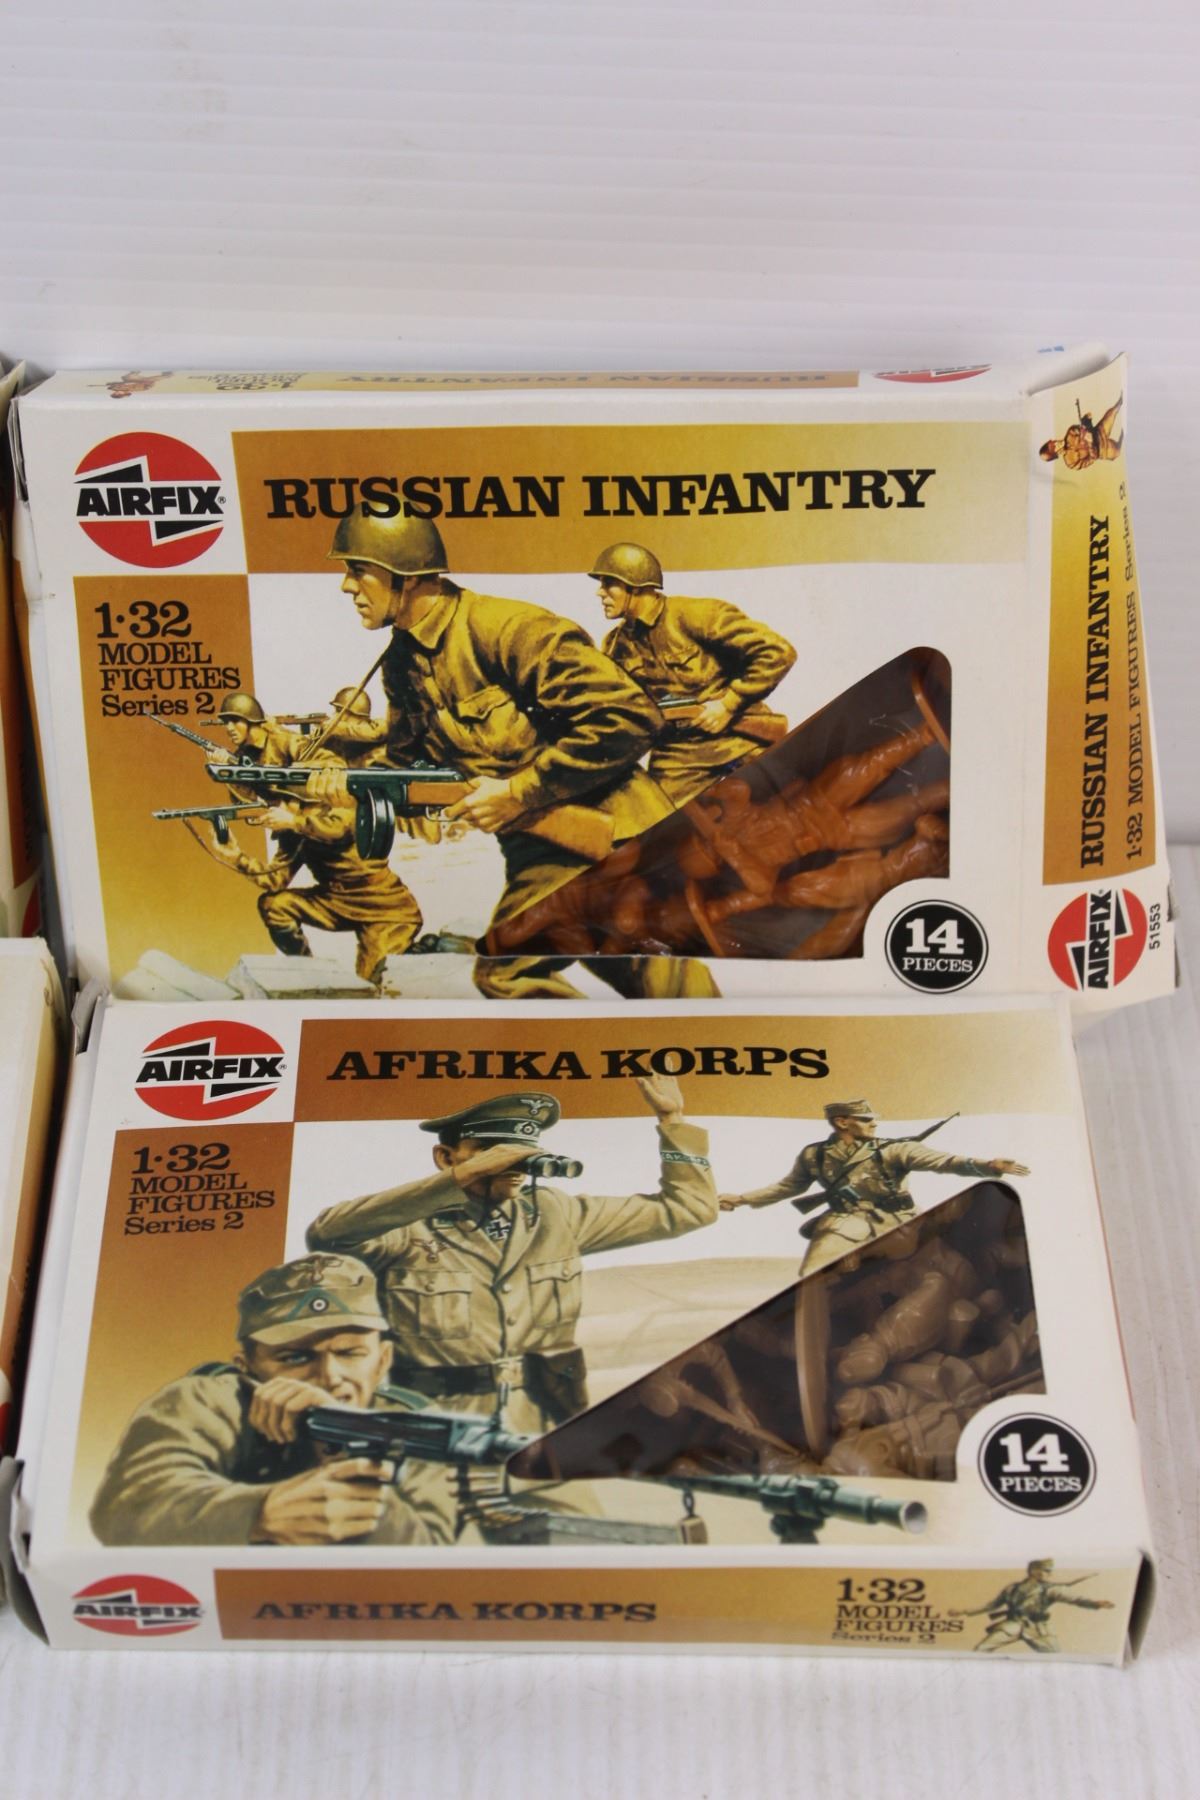 RUSSIAN INFANTRY
AIRFIX®
RUSSIAN INFANTRY
1·32
MODEL
FIGURES
Series 2
14
PIECES
RUSSIAN INFANTRY
1·32 MODEL FIGURES Series 2
AIRFIX
51553
AIRFIX®
AFRIKA KORPS
1·32
MODEL
FIGURES
Series 2
14
PIECES
AIRFIX
AFRIKA KORPS
1·32
MODEL
FIGURES
Series 2